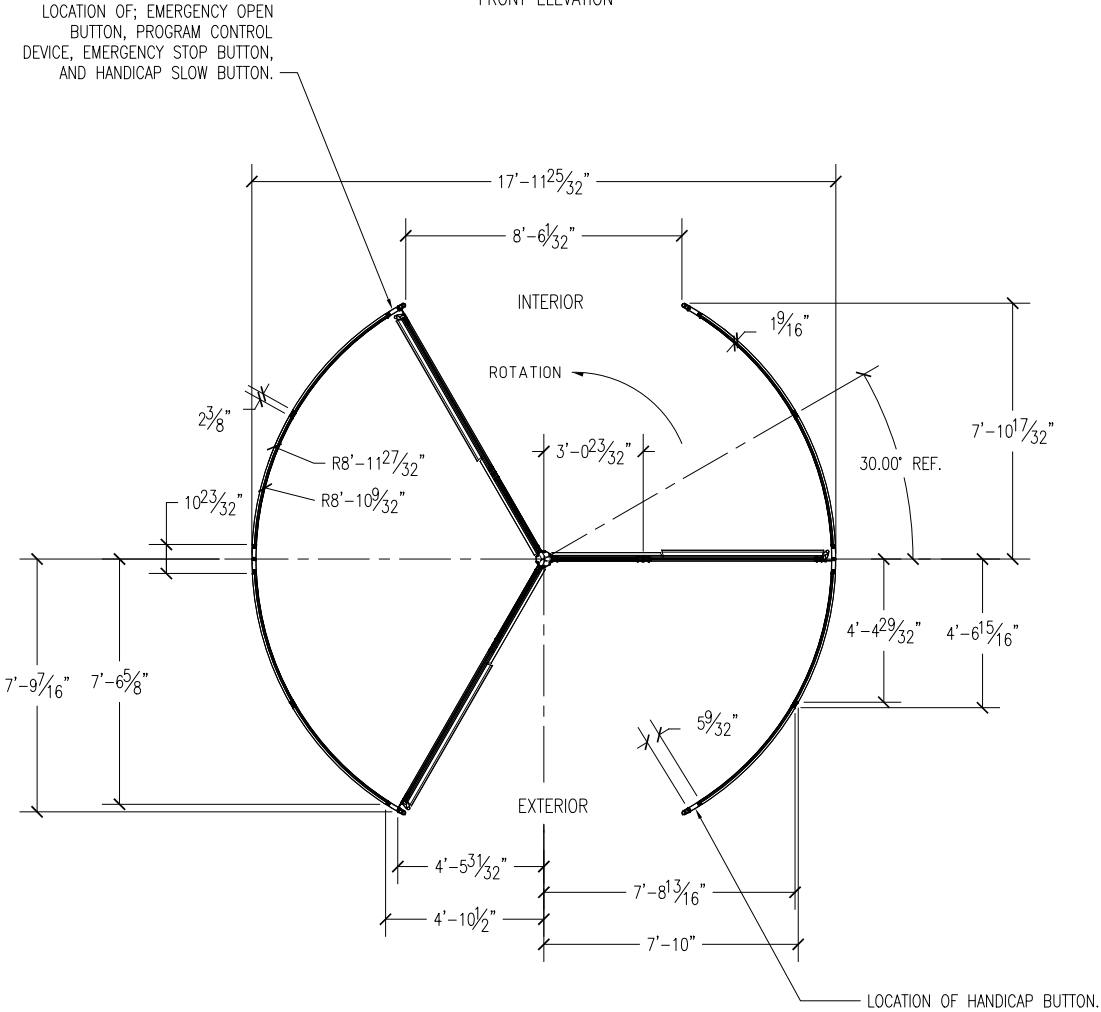 FRONT ELEVATION
LOCATION OF; EMERGENCY OPEN
BUTTON, PROGRAM CONTROL
DEVICE, EMERGENCY STOP BUTTON,
AND HANDICAP SLOW BUTTON.
17'-11 25/32"
8'-6 1/32"
INTERIOR
1 9/16"
ROTATION
2 3/8"
3'-0 23/32"
7'-10 17/32"
30.00° REF.
R8'-11 27/32"
R8'-10 9/32"
10 23/32"
4'-4 29/32"
4'-6 15/16"
7'-9 7/16"
7'-6 5/8"
5 9/32"
EXTERIOR
4'-5 31/32"
7'-8 13/16"
4'-10 1/2"
7'-10"
LOCATION OF HANDICAP BUTTON.